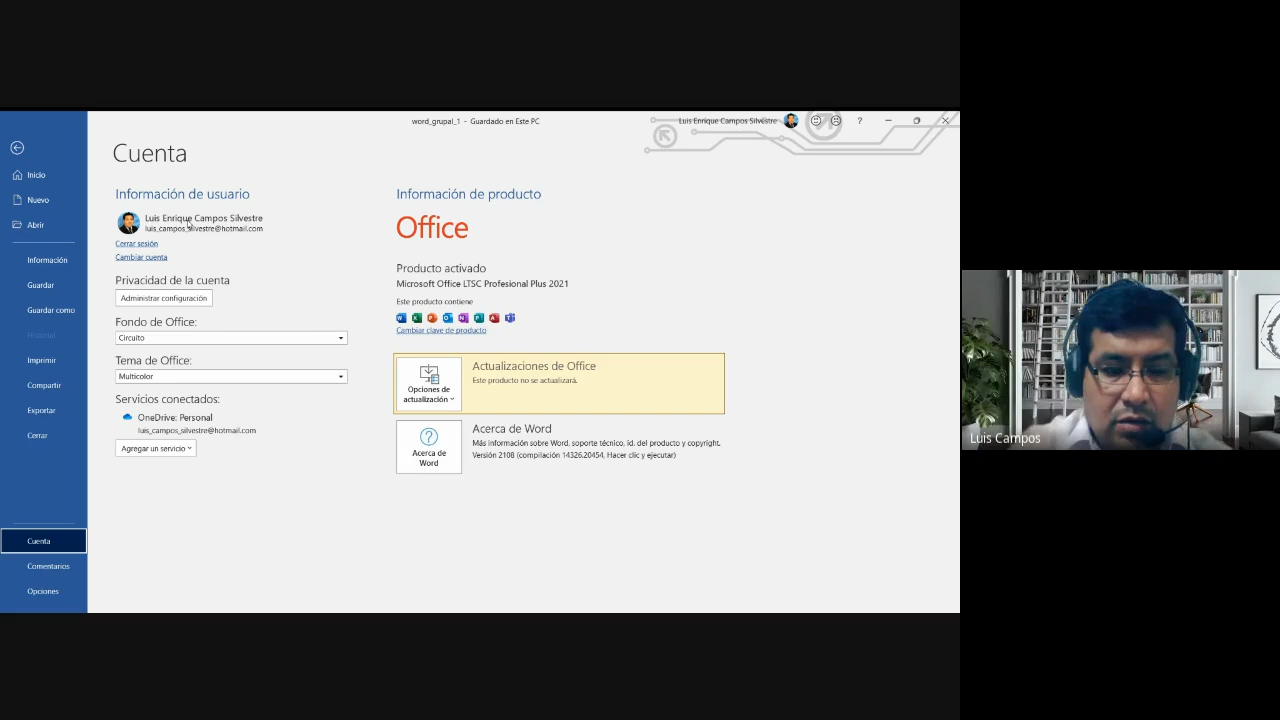 word_grupal_1 - Guardado en Este PC
Luis Enrique Campos Silvestre
?
Cuenta
Inicio
Nuevo
Abrir
Información
Guardar
Guardar como
Historial
Imprimir
Compartir
Exportar
Cerrar
Cuenta
Comentarios
Opciones
Información de usuario
Luis Enrique Campos Silvestre
luis_campos_silvestre@hotmail.com
Cerrar sesión
Cambiar cuenta
Privacidad de la cuenta
Administrar configuración
Fondo de Office:
Circuito
Tema de Office:
Multicolor
Servicios conectados:
OneDrive: Personal
luis_campos_silvestre@hotmail.com
Agregar un servicio
Información de producto
Office
Producto activado
Microsoft Office LTSC Profesional Plus 2021
Este producto contiene
Cambiar clave de producto
Opciones de
actualización
Actualizaciones de Office
Este producto no se actualizará.
Acerca de
Word
Acerca de Word
Más información sobre Word, soporte técnico, id. del producto y copyright.
Versión 2108 (compilación 14326.20454, Hacer clic y ejecutar)
Luis Campos